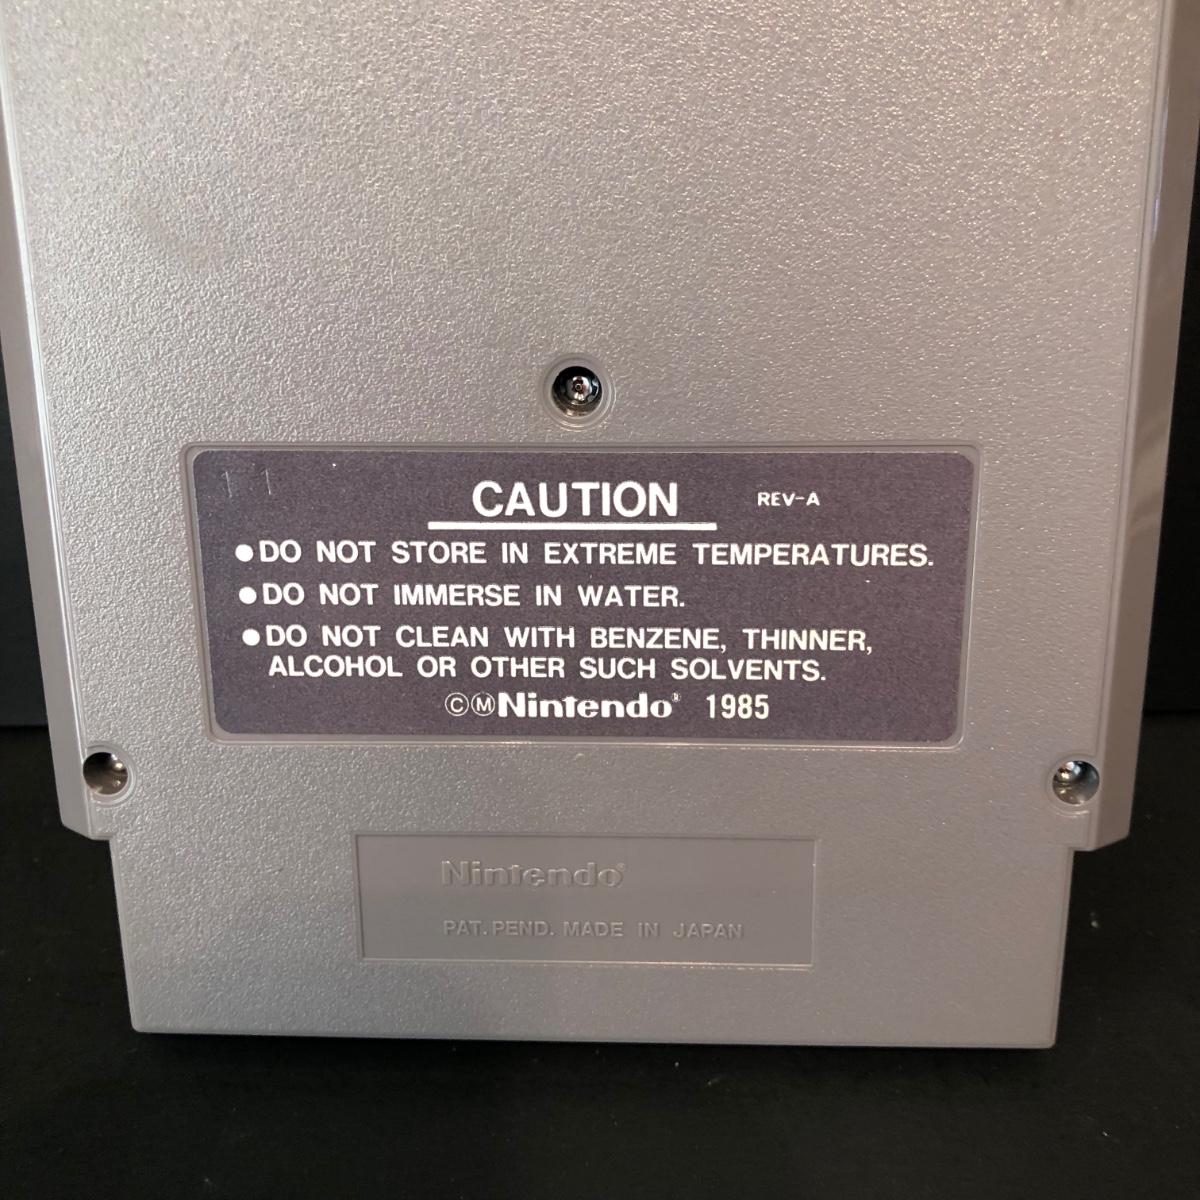 CAUTION REV-A
●DO NOT STORE IN EXTREME TEMPERATURES.
●DO NOT IMMERSE IN WATER.
●DO NOT CLEAN WITH BENZENE, THINNER,
ALCOHOL OR OTHER SUCH SOLVENTS.
ⒸⓂNintendo® 1985
Nintendo®
PAT. PEND. MADE IN JAPAN